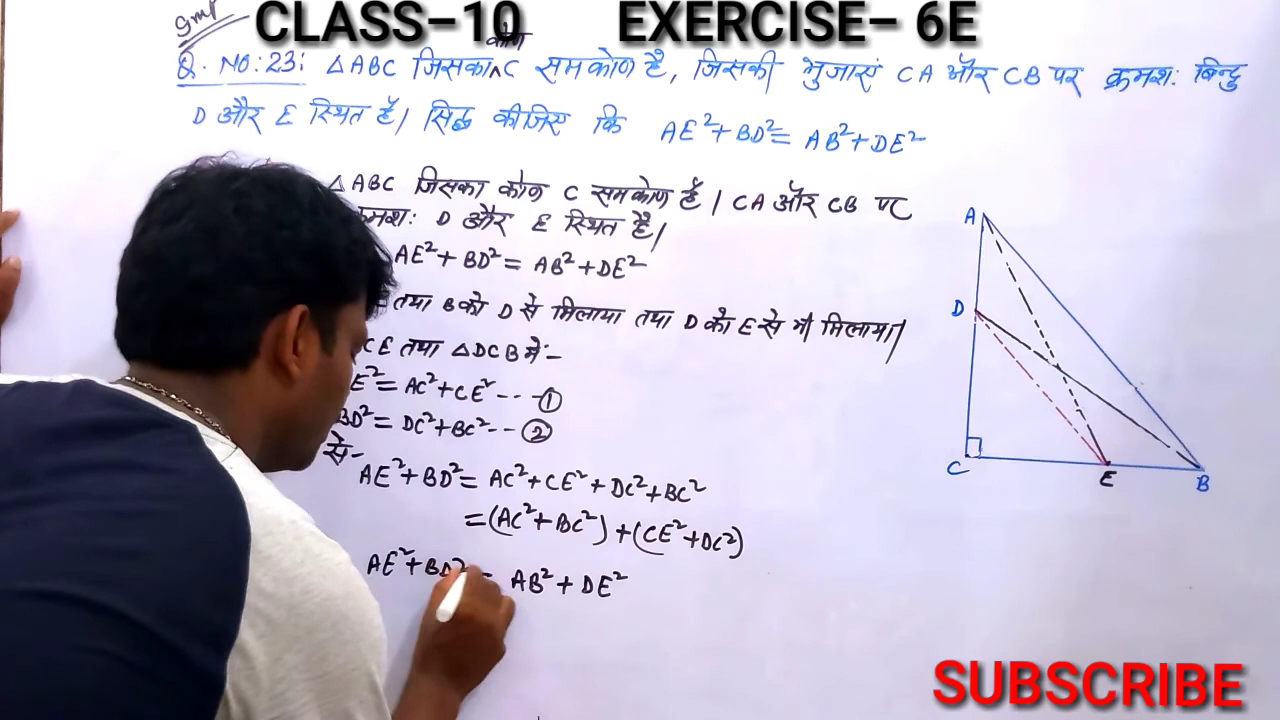 CLASS-10 EXERCISE- 6E
Gmp
कोण
Q. NO: 23: △ABC जिसका ∧ C समकोण है, जिसकी भुजाएं CA और CB पर क्रमश: बिन्दु
D और E स्थित हैं। सिद्ध कीजिए कि AE²+BD²= AB²+DE²
△ABC जिसका कोण C समकोण है। CA और CB पर
क्रमश: D और E स्थित है।
AE²+BD²= AB²+DE²
तथा B को D से मिलाया तथा D को E से भी मिलाया।
CE तथा △DCB में:-
E²= AC²+CE² --- ①
BD²= DC²+BC² -- ②
से-
AE²+BD²= AC²+CE²+DC²+BC²
=(AC²+BC²)+(CE²+DC²)
AE²+BD²= AB²+DE²
A
D
C
E
B
SUBSCRIBE